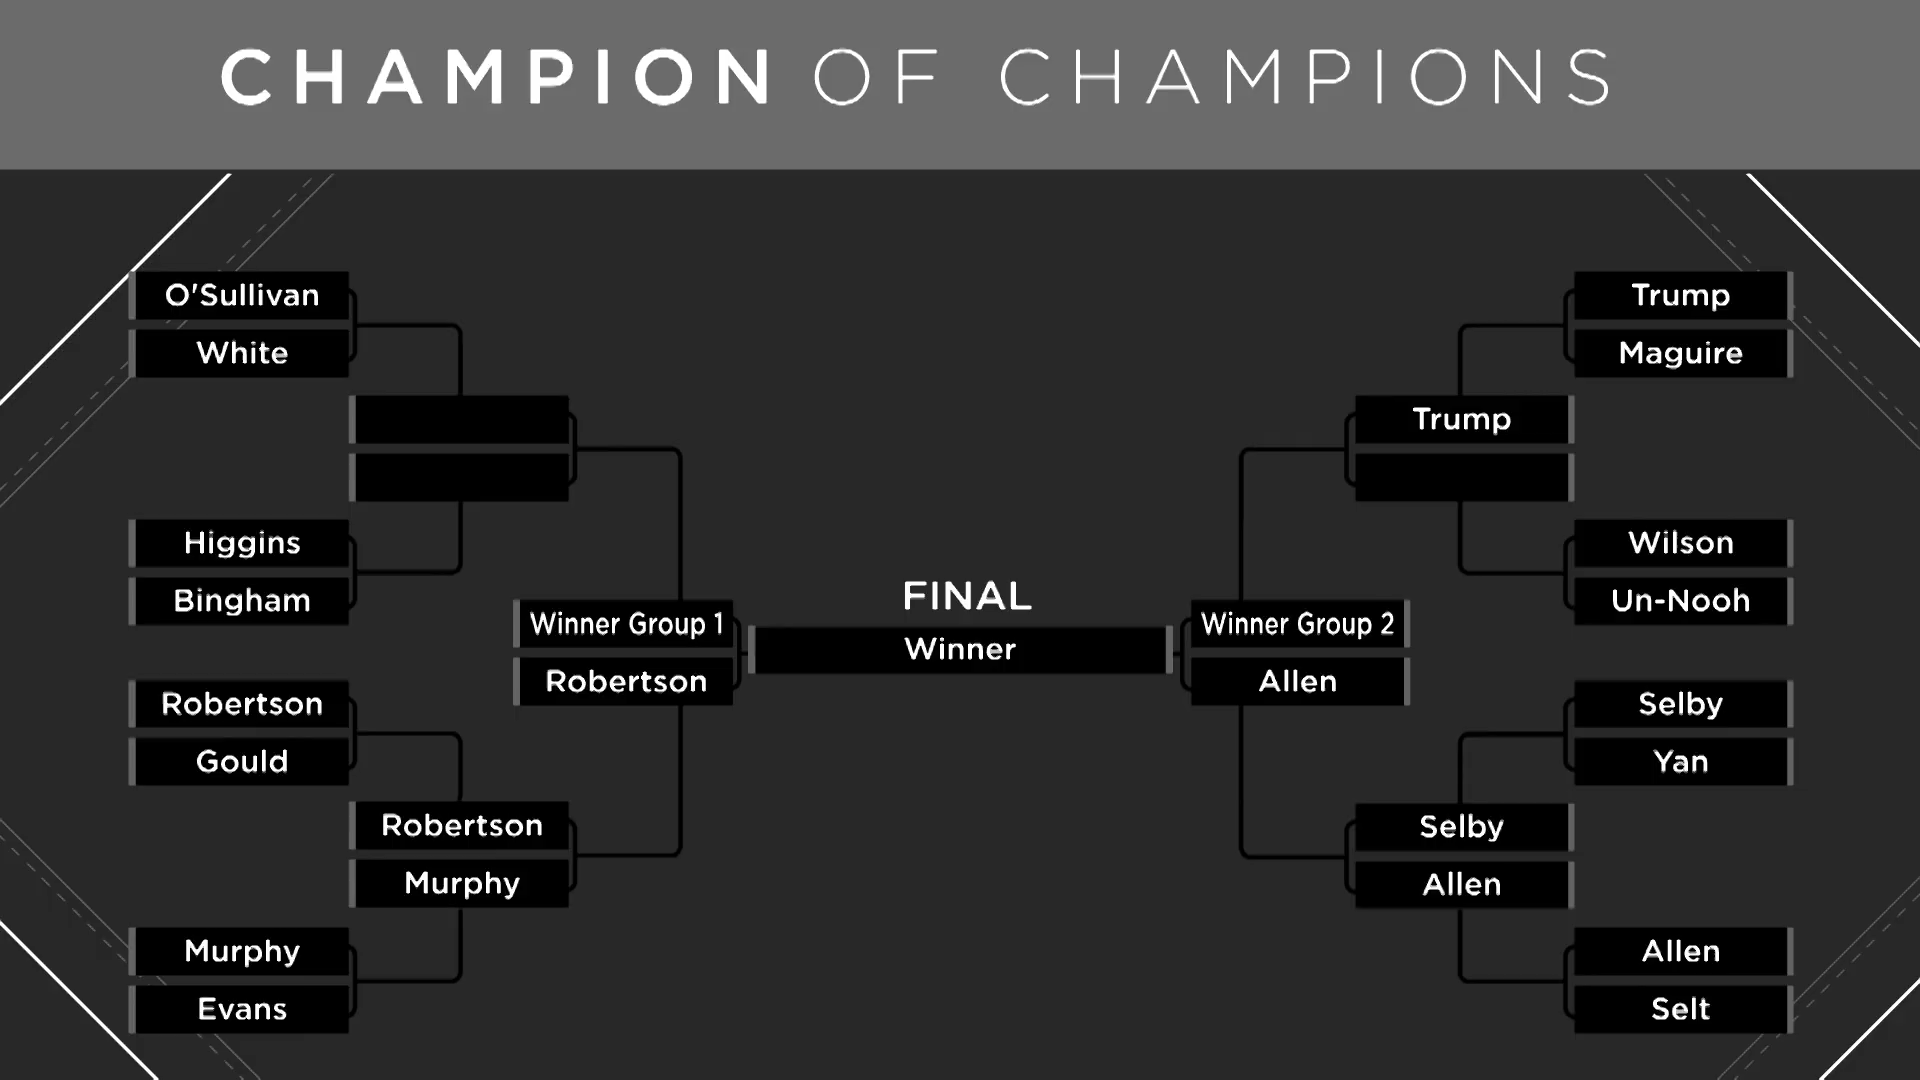 CHAMPION OF CHAMPIONS
O'Sullivan
White
Higgins
Bingham
Robertson
Gould
Robertson
Murphy
Murphy
Evans
Winner Group 1
Robertson
FINAL
Winner
Winner Group 2
Allen
Trump
Maguire
Trump
Wilson
Un-Nooh
Selby
Yan
Selby
Allen
Allen
Selt